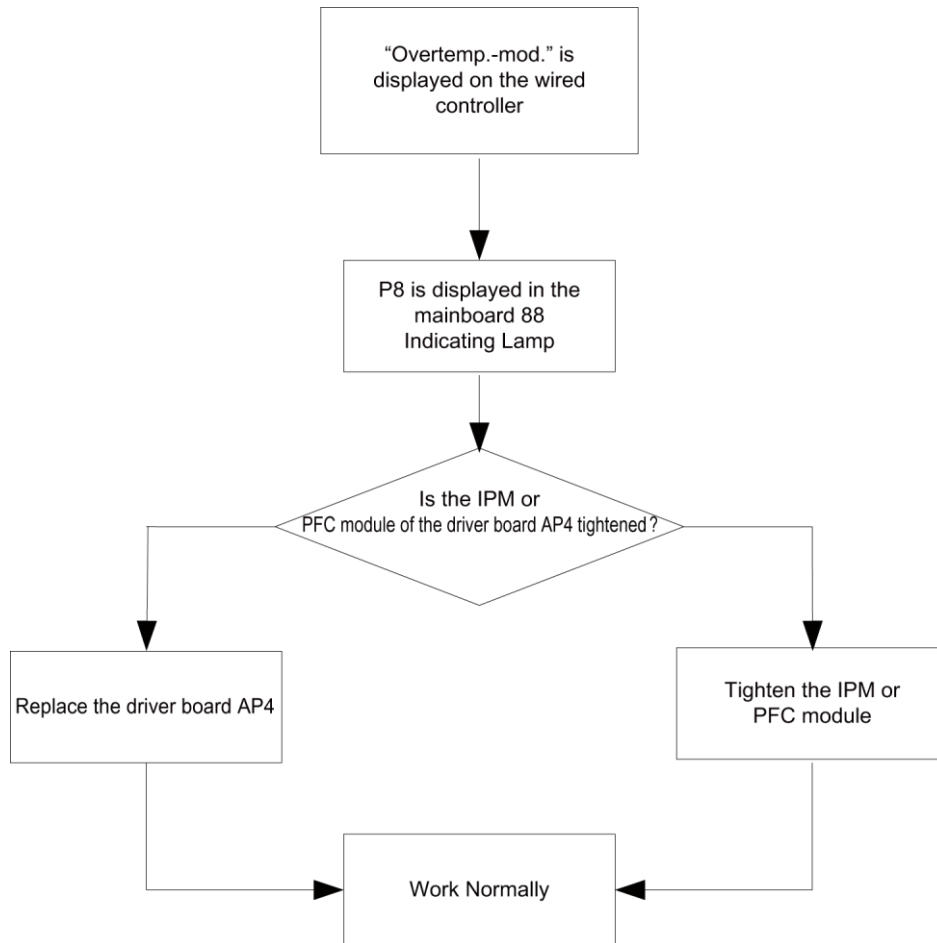 “Overtemp.-mod.” is
displayed on the wired
controller
P8 is displayed in the
mainboard 88
Indicating Lamp
Is the IPM or
PFC module of the driver board AP4 tightened?
Replace the driver board AP4
Tighten the IPM or
PFC module
Work Normally